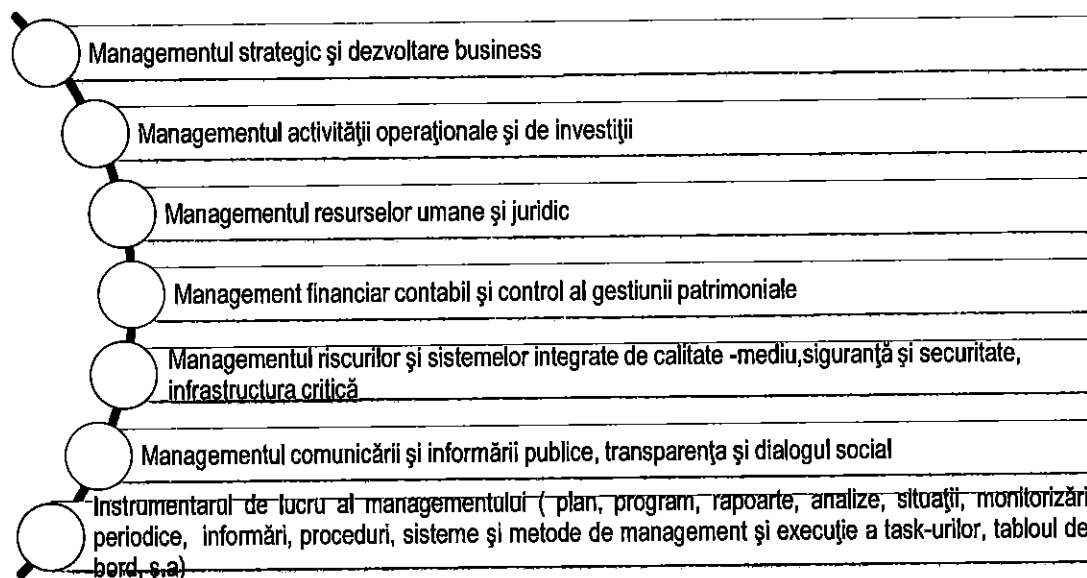 Managementul strategic şi dezvoltare business
Managementul activităţii operaţionale şi de investiţii
Managementul resurselor umane şi juridic
Management financiar contabil şi control al gestiunii patrimoniale
Managementul riscurilor şi sistemelor integrate de calitate -mediu,siguranţă şi securitate,
infrastructura critică
Managementul comunicării şi informării publice, transparenţa şi dialogul social
Instrumentarul de lucru al managementului ( plan, program, rapoarte, analize, situaţii, monitorizări
periodice, informări, proceduri, sisteme şi metode de management şi execuţie a task-urilor, tabloul de
bord, ş.a)